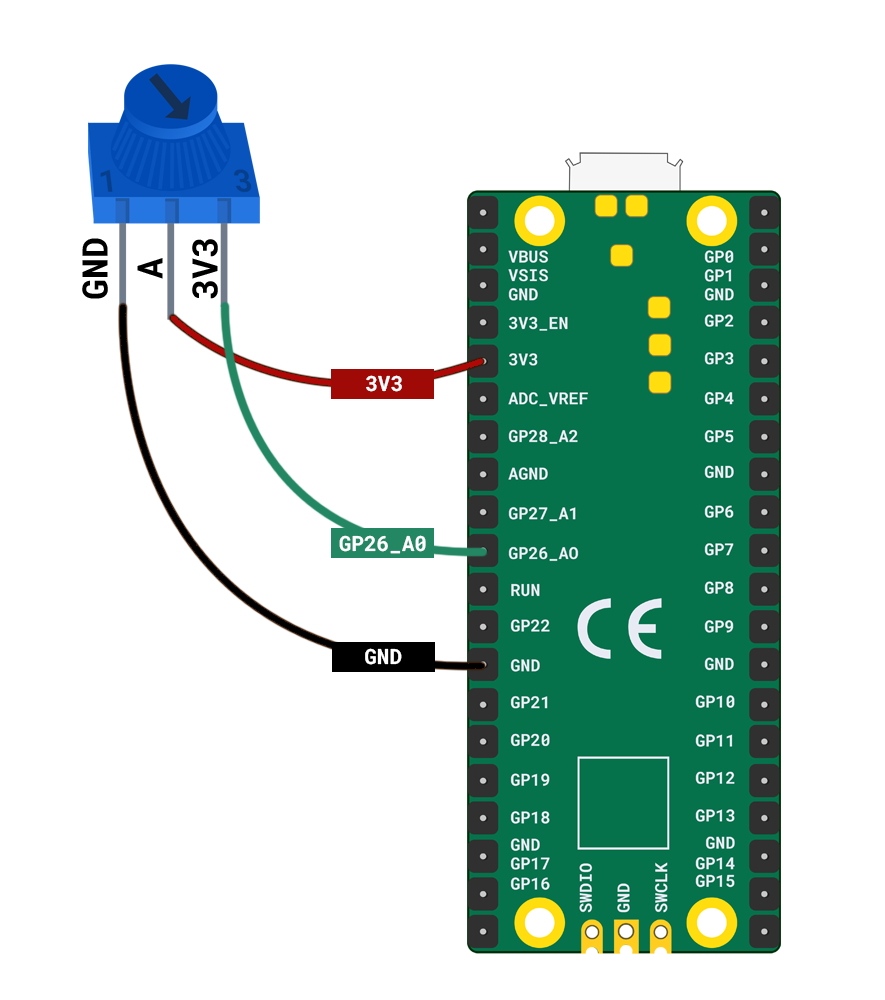 1
3
GND
A
3V3
3V3
GP26_A0
GND
VBUS
VSIS
GND
3V3_EN
3V3
ADC_VREF
GP28_A2
AGND
GP27_A1
GP26_AO
RUN
GP22
GND
GP21
GP20
GP19
GP18
GND
GP17
GP16
GP0
GP1
GND
GP2
GP3
GP4
GP5
GND
GP6
GP7
GP8
GP9
GND
GP10
GP11
GP12
GP13
GND
GP14
GP15
CE
SWDIO
GND
SWCLK